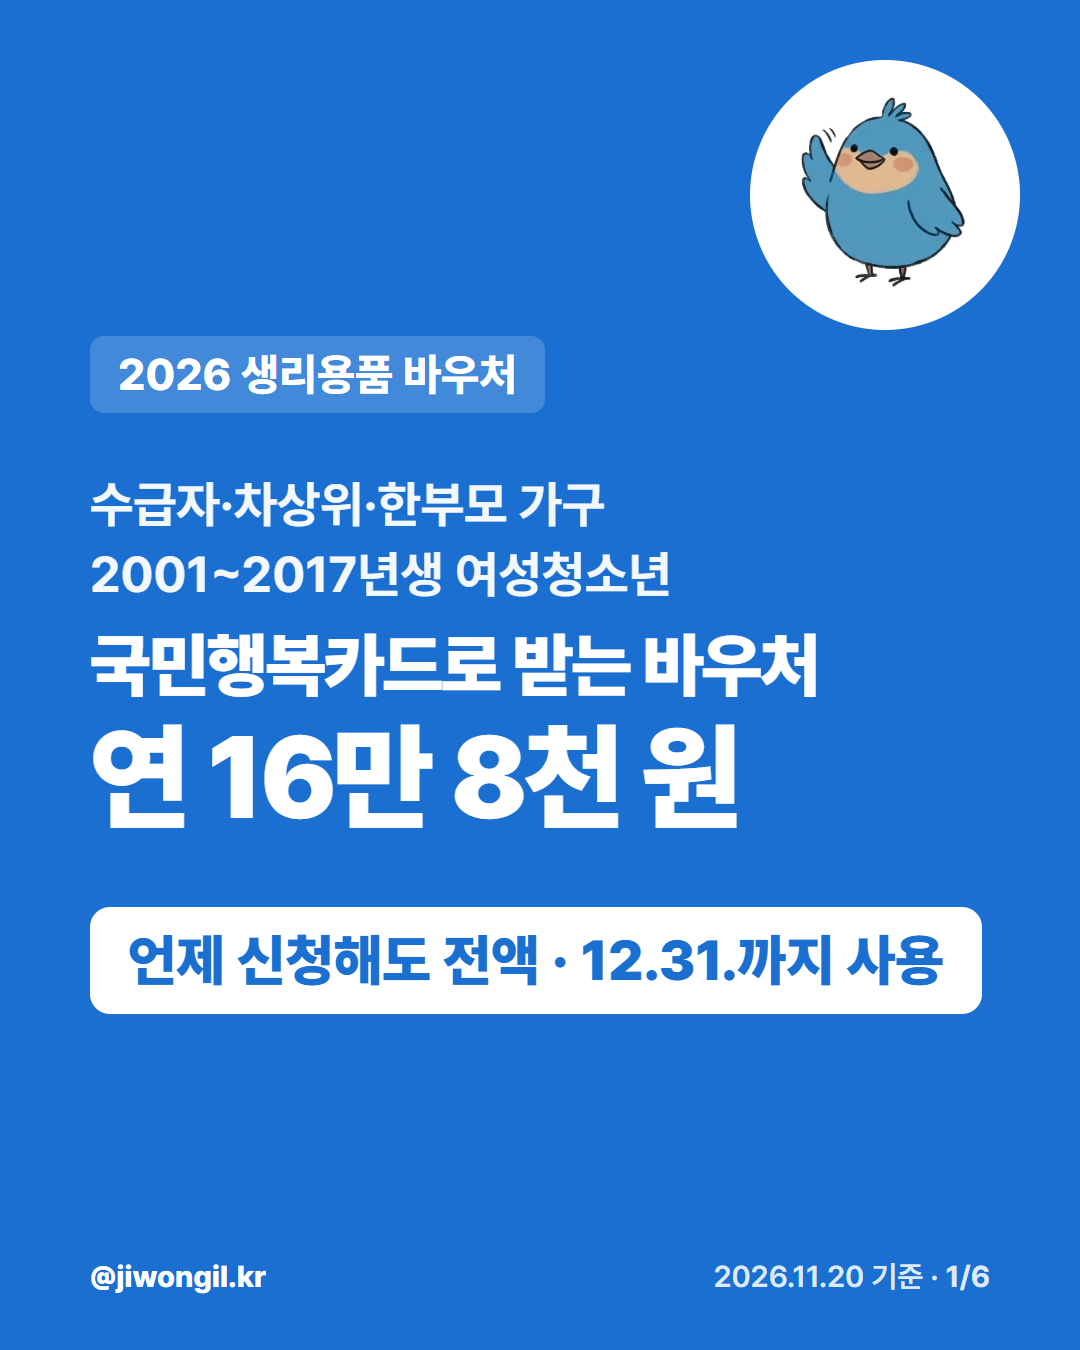 2026 생리용품 바우처
수급자·차상위·한부모 가구
2001~2017년생 여성청소년
국민행복카드로 받는 바우처
연 16만 8천 원
언제 신청해도 전액 · 12.31.까지 사용
@jiwongil.kr
2026.11.20 기준 · 1/6